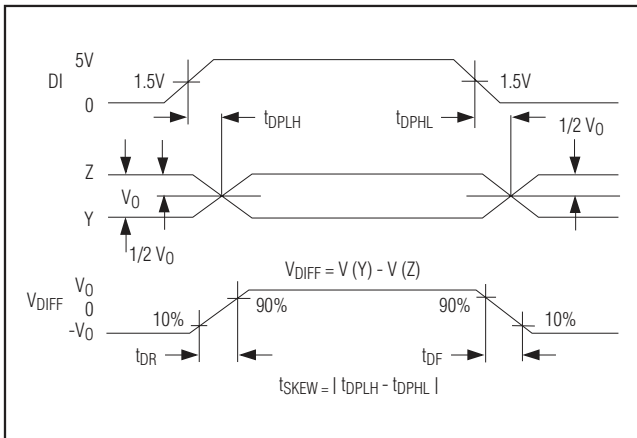 5V
DI
1.5V
1.5V
0
tDPLH
tDPHL
1/2 VO
Z
VO
Y
1/2 VO
VDIFF = V (Y) - V (Z)
VO
VDIFF 0
-VO
10%
90%
90%
10%
tDR
tDF
tSKEW = | tDPLH - tDPHL |